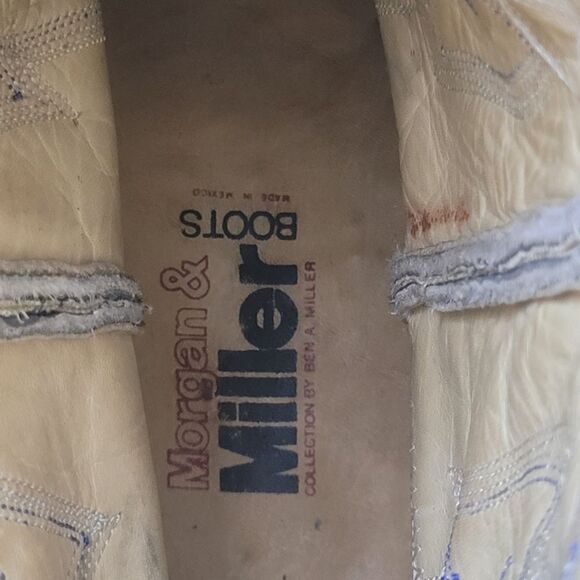 Morgan &
Miller
BOOTS
COLLECTION BY BEN A. MILLER
MADE IN MEXICO